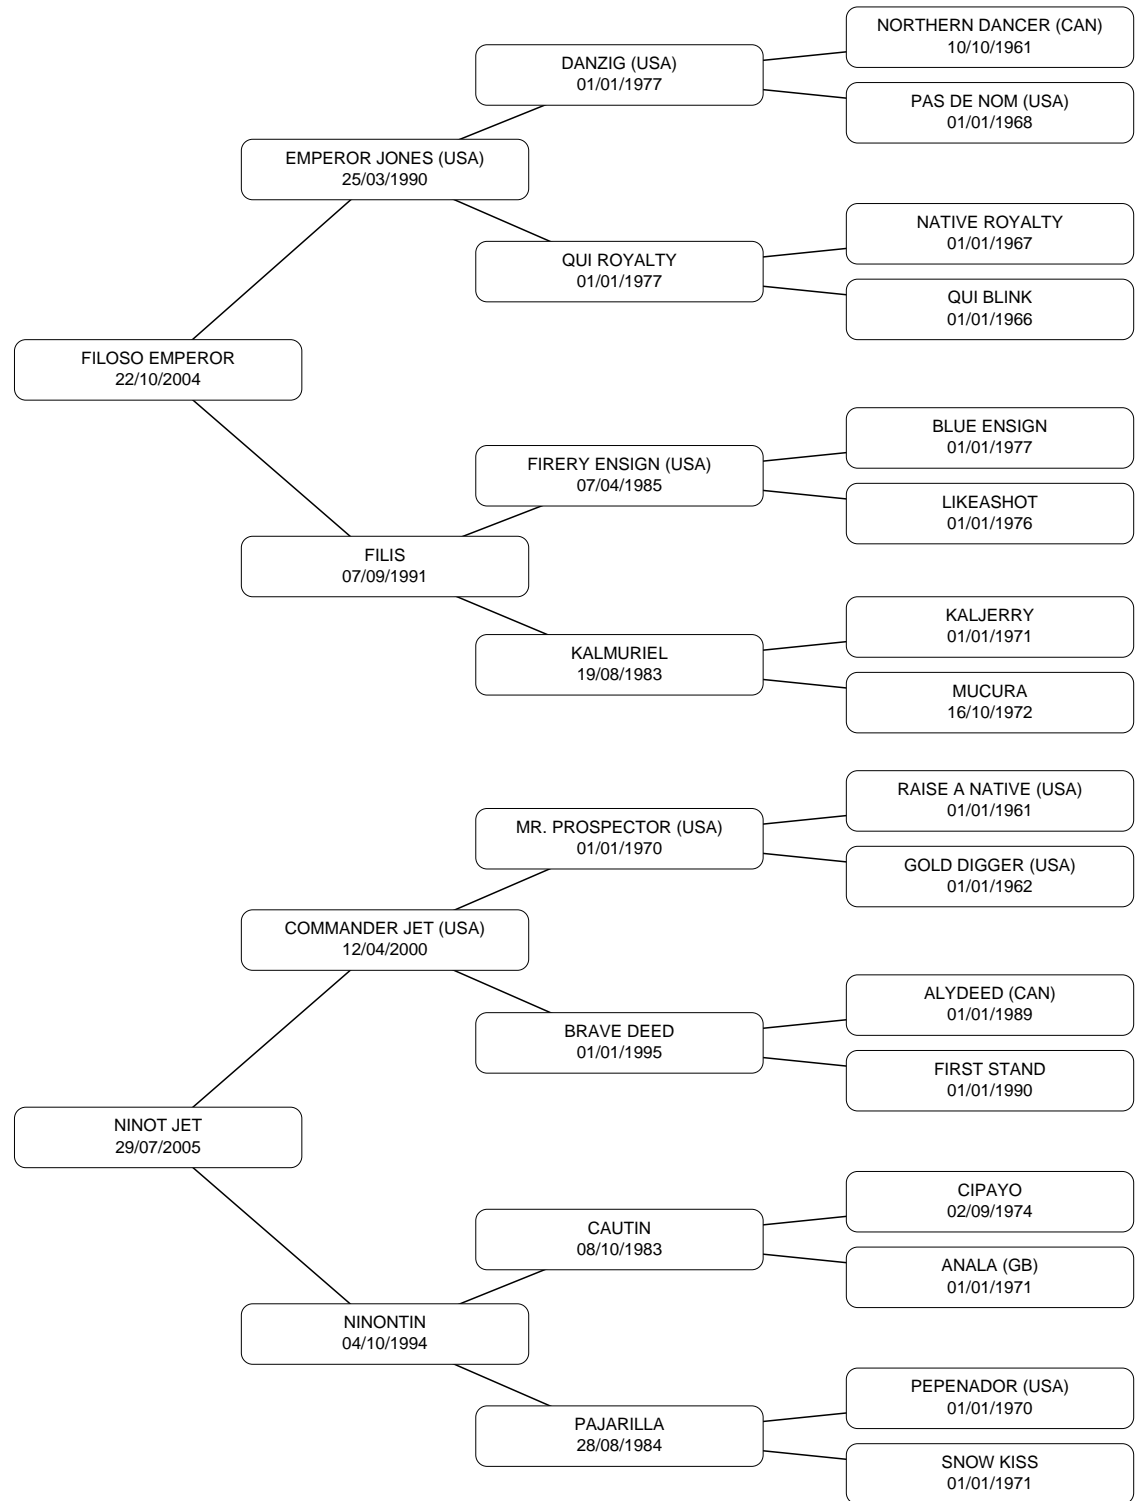 NORTHERN DANCER (CAN)
10/10/1961
DANZIG (USA)
01/01/1977
PAS DE NOM (USA)
01/01/1968
EMPEROR JONES (USA)
25/03/1990
NATIVE ROYALTY
01/01/1967
QUI ROYALTY
01/01/1977
QUI BLINK
01/01/1966
FILOSO EMPEROR
22/10/2004
BLUE ENSIGN
01/01/1977
FIRERY ENSIGN (USA)
07/04/1985
LIKEASHOT
01/01/1976
FILIS
07/09/1991
KALJERRY
01/01/1971
KALMURIEL
19/08/1983
MUCURA
16/10/1972
RAISE A NATIVE (USA)
01/01/1961
MR. PROSPECTOR (USA)
01/01/1970
GOLD DIGGER (USA)
01/01/1962
COMMANDER JET (USA)
12/04/2000
ALYDEED (CAN)
01/01/1989
BRAVE DEED
01/01/1995
FIRST STAND
01/01/1990
NINOT JET
29/07/2005
CIPAYO
02/09/1974
CAUTIN
08/10/1983
ANALA (GB)
01/01/1971
NINONTIN
04/10/1994
PEPENADOR (USA)
01/01/1970
PAJARILLA
28/08/1984
SNOW KISS
01/01/1971